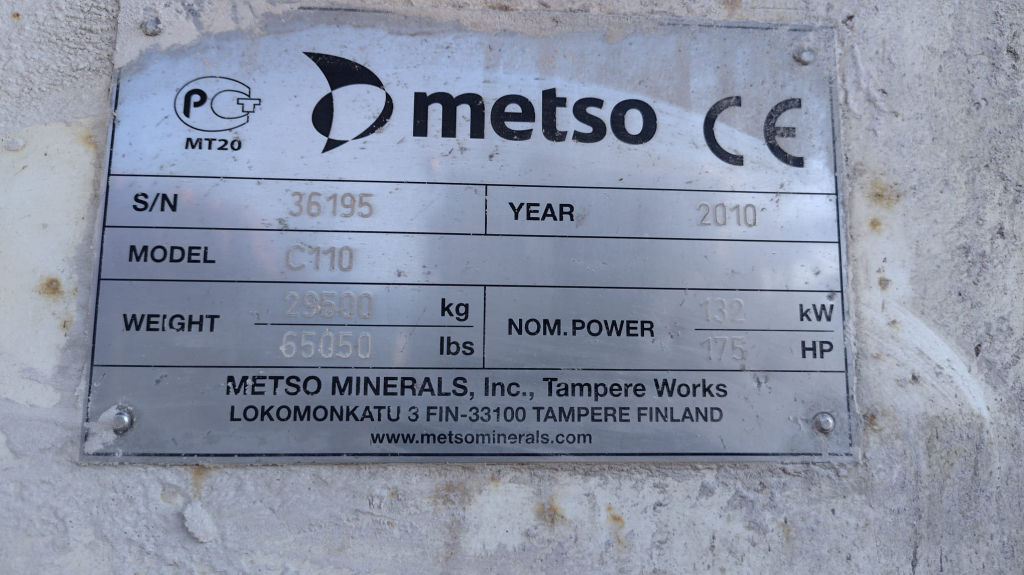 РСТ
MT20
metso
CE
S/N 36195 YEAR 2010
MODEL C110
WEIGHT 29500 kg NOM.POWER 132 kW
65050 lbs 175 HP
METSO MINERALS, Inc., Tampere Works
LOKOMONKATU 3 FIN-33100 TAMPERE FINLAND
www.metsominerals.com